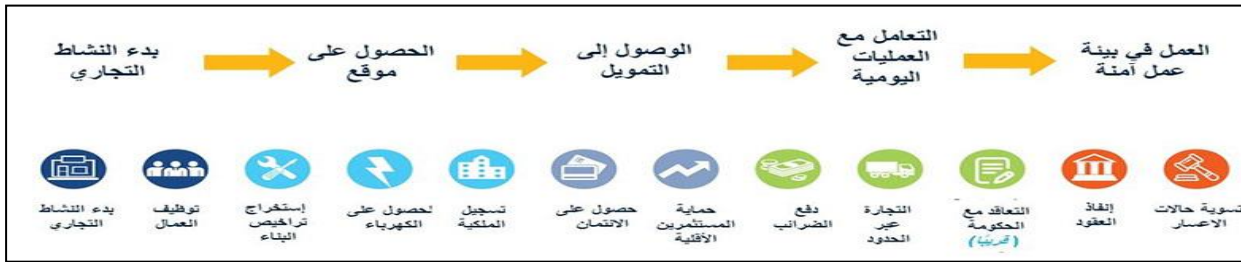 بدء النشاط
التجاري
الحصول على
موقع
الوصول إلى
التمويل
التعامل مع
العمليات
اليومية
العمل في بيئة
عمل آمنة
بدء النشاط
التجاري
توظيف
العمال
إستخراج
تراخيص
البناء
لحصول على
الكهرباء
تسجيل
الملكية
حصول على
الائتمان
حماية
المستثمرين
الأقلية
دفع
الضرائب
التجارة
عبر
الحدود
التعاقد مع
الحكومة
(قريبًا)
إنفاذ
العقود
تسوية حالات
الاعسار